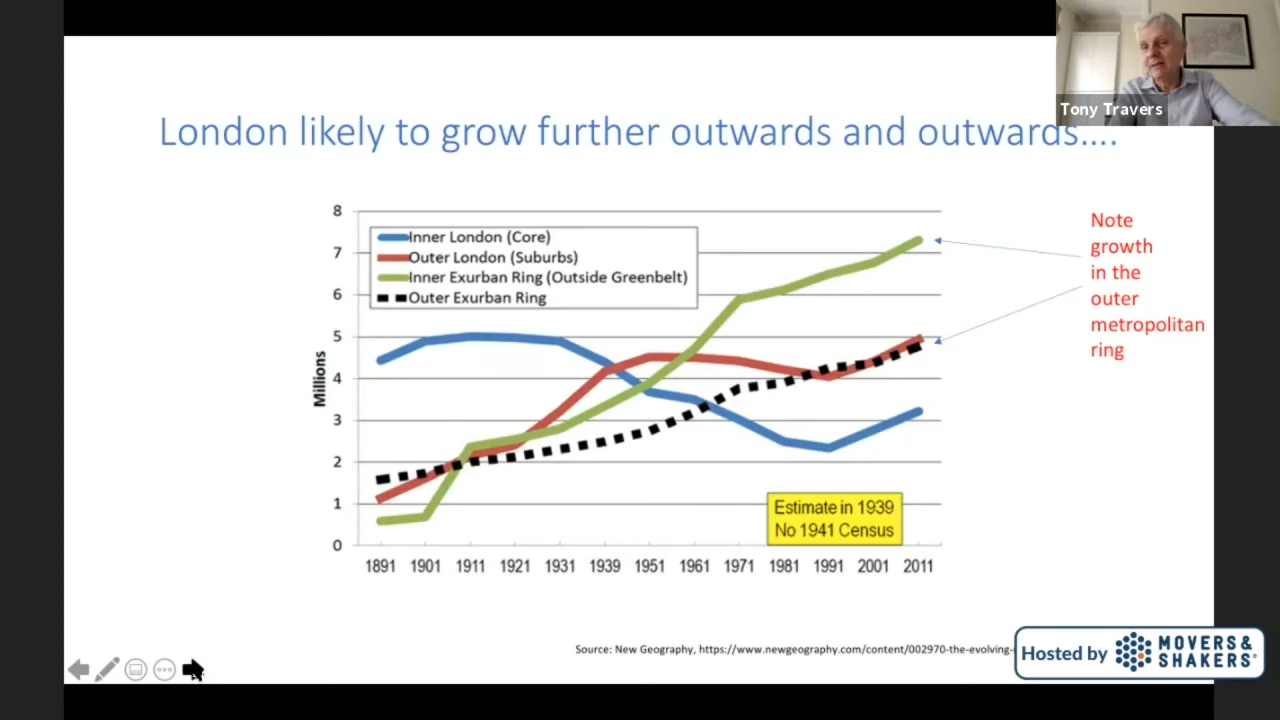 Tony Travers
London likely to grow further outwards and outwards....
8
7
6
5
4
3
2
1
0
Millions
Inner London (Core)
Outer London (Suburbs)
Inner Exurban Ring (Outside Greenbelt)
Outer Exurban Ring
Note
growth
in the
outer
metropolitan
ring
Estimate in 1939
No 1941 Census
1891 1901 1911 1921 1931 1939 1951 1961 1971 1981 1991 2001 2011
Source: New Geography, https://www.newgeography.com/content/002970-the-evolving-
Hosted by
MOVERS&
SHAKERS